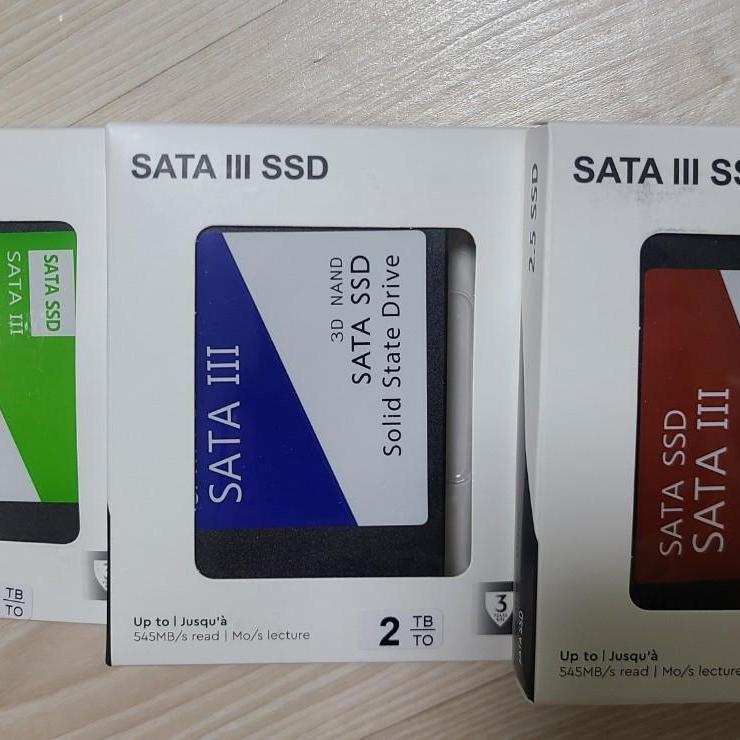 SATA III SSD
SATA SSD
SATA III
TB
TO
3D NAND
SATA SSD
Solid State Drive
SATA III
Up to | Jusqu'à
545MB/s read | Mo/s lecture
2 TB
TO
3
2.5 SSD
SATA SSD
SATA III
SATA SSD
SATA III
Up to | Jusqu'à
545MB/s read | Mo/s